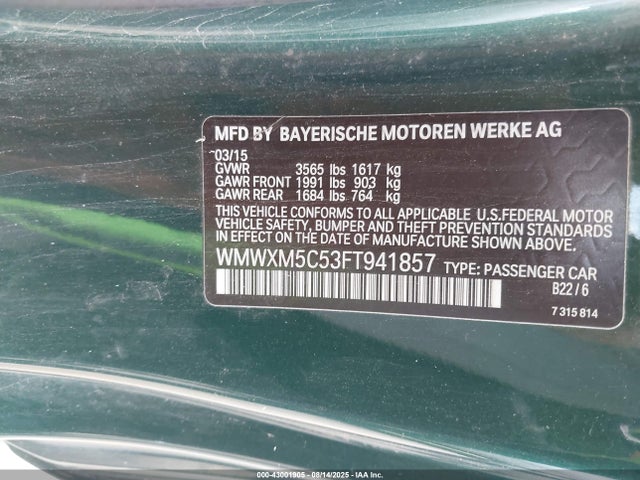 MFD BY BAYERISCHE MOTOREN WERKE AG
03/15
GVWR 3565 lbs 1617 kg
GAWR FRONT 1991 lbs 903 kg
GAWR REAR 1684 lbs 764 kg
THIS VEHICLE CONFORMS TO ALL APPLICABLE U.S.FEDERAL MOTOR
VEHICLE SAFETY, BUMPER AND THEFT PREVENTION STANDARDS
IN EFFECT ON THE DATE OF MANUFACTURE SHOWN ABOVE.
WMWXM5C53FT941857 TYPE: PASSENGER CAR
B22/6
7 315 814
000-43001905 - 08/14/2025 - IAA Inc.